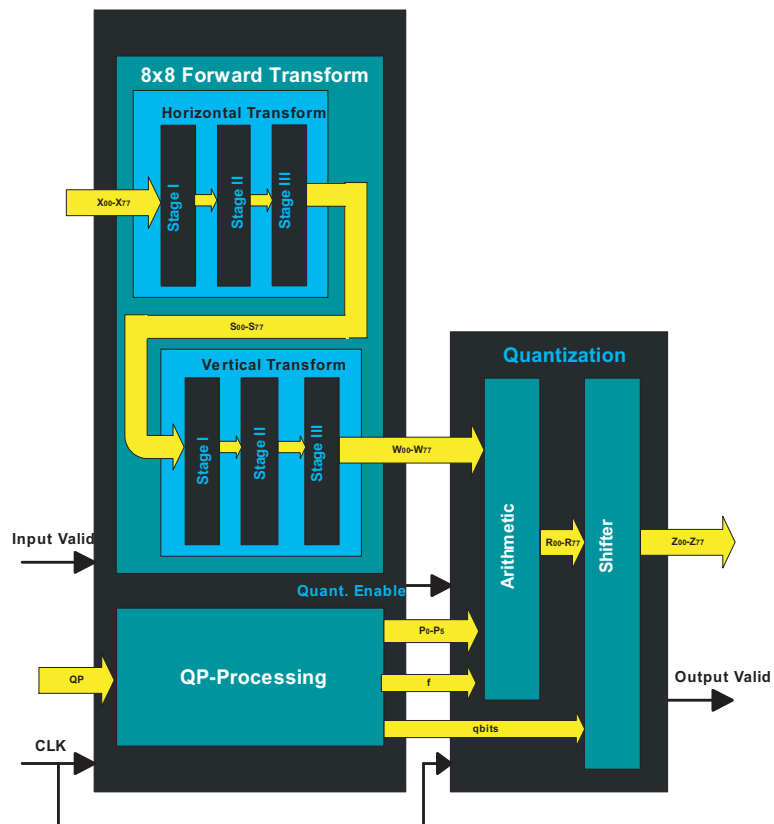 8x8 Forward Transform
Horizontal Transform
X00-X77
Stage I
Stage II
Stage III
S00-S77
Vertical Transform
Stage I
Stage II
Stage III
W00-W77
Quantization
Arithmetic
R00-R77
Shifter
Z00-Z77
Input Valid
Quant. Enable
P0-P5
QP
QP-Processing
f
qbits
Output Valid
CLK